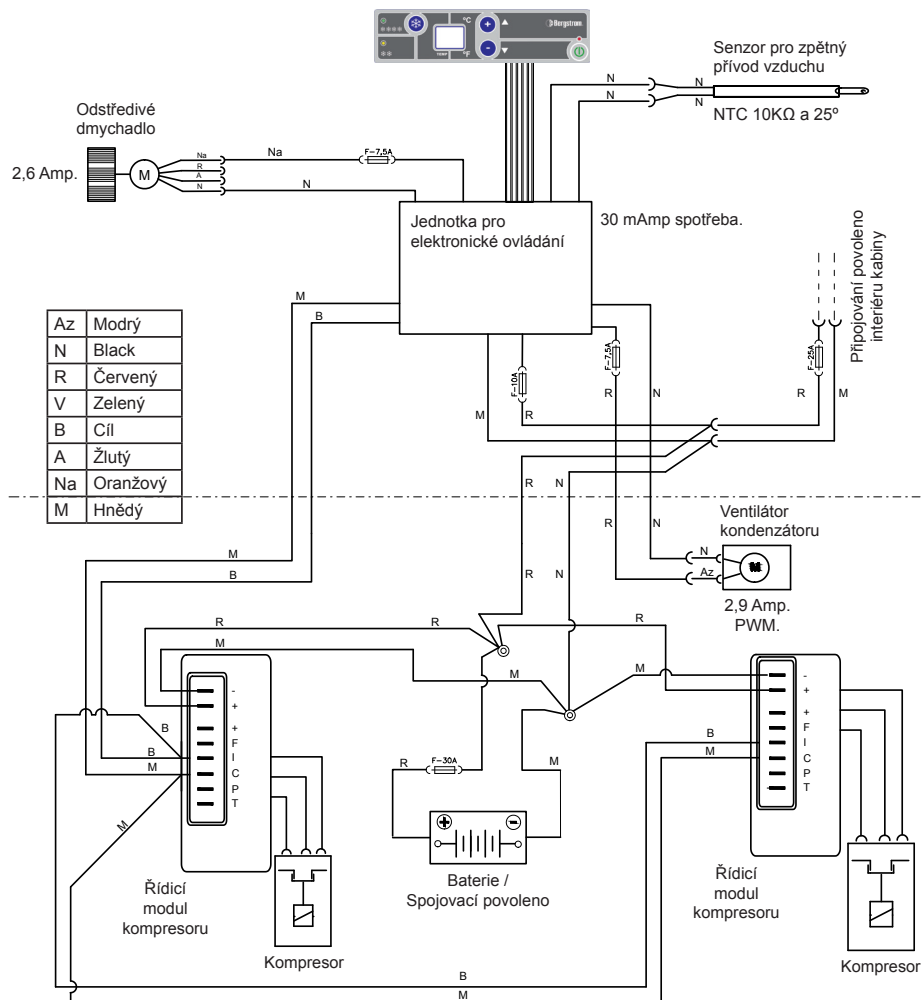 °C
°F
TEMP
Bergstrom
Senzor pro zpětný
přívod vzduchu
NTC 10KΩ a 25º
N
N
N
N
Odstředivé
dmychadlo
2,6 Amp.
M
Na
R
A
N
Na
F-7,5A
N
Jednotka pro
elektronické ovládání
30 mAmp spotřeba.
Připojování povoleno
interiéru kabiny
M
B
Az Modrý
N Black
R Červený
V Zelený
B Cíl
A Žlutý
Na Oranžový
M Hnědý
F-10A
F-7,5A
F-25A
M
R
R
N
R
M
R
N
R
N
Ventilátor
kondenzátoru
N
Az
M
2,9 Amp.
PWM.
M
B
R
N
R
R
R
M
M
M
-
+
+
F
I
C
P
T
B
B
M
M
-
+
+
F
I
C
P
T
B
M
R
F-30A
M
Baterie /
Spojovací povoleno
Řídicí
modul
kompresoru
Kompresor
Řídicí
modul
kompresoru
Kompresor
B
M